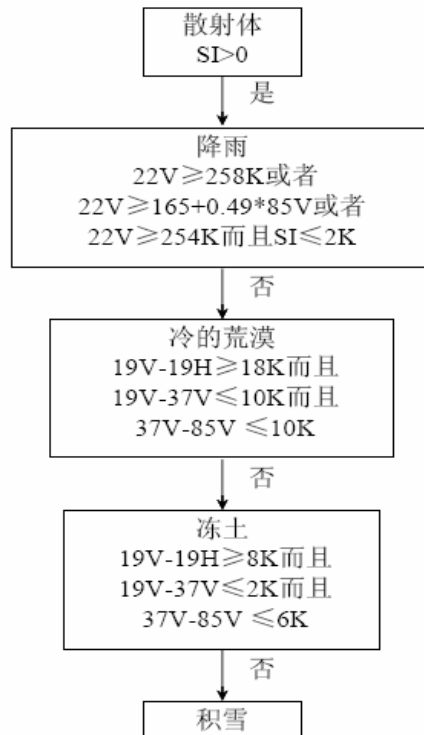 散射体
SI>0
是
降雨
22V≥258K或者
22V≥165+0.49*85V或者
22V≥254K而且SI≤2K
否
冷的荒漠
19V-19H≥18K而且
19V-37V≤10K而且
37V-85V ≤10K
否
冻土
19V-19H≥8K而且
19V-37V≤2K而且
37V-85V ≤6K
否
积雪